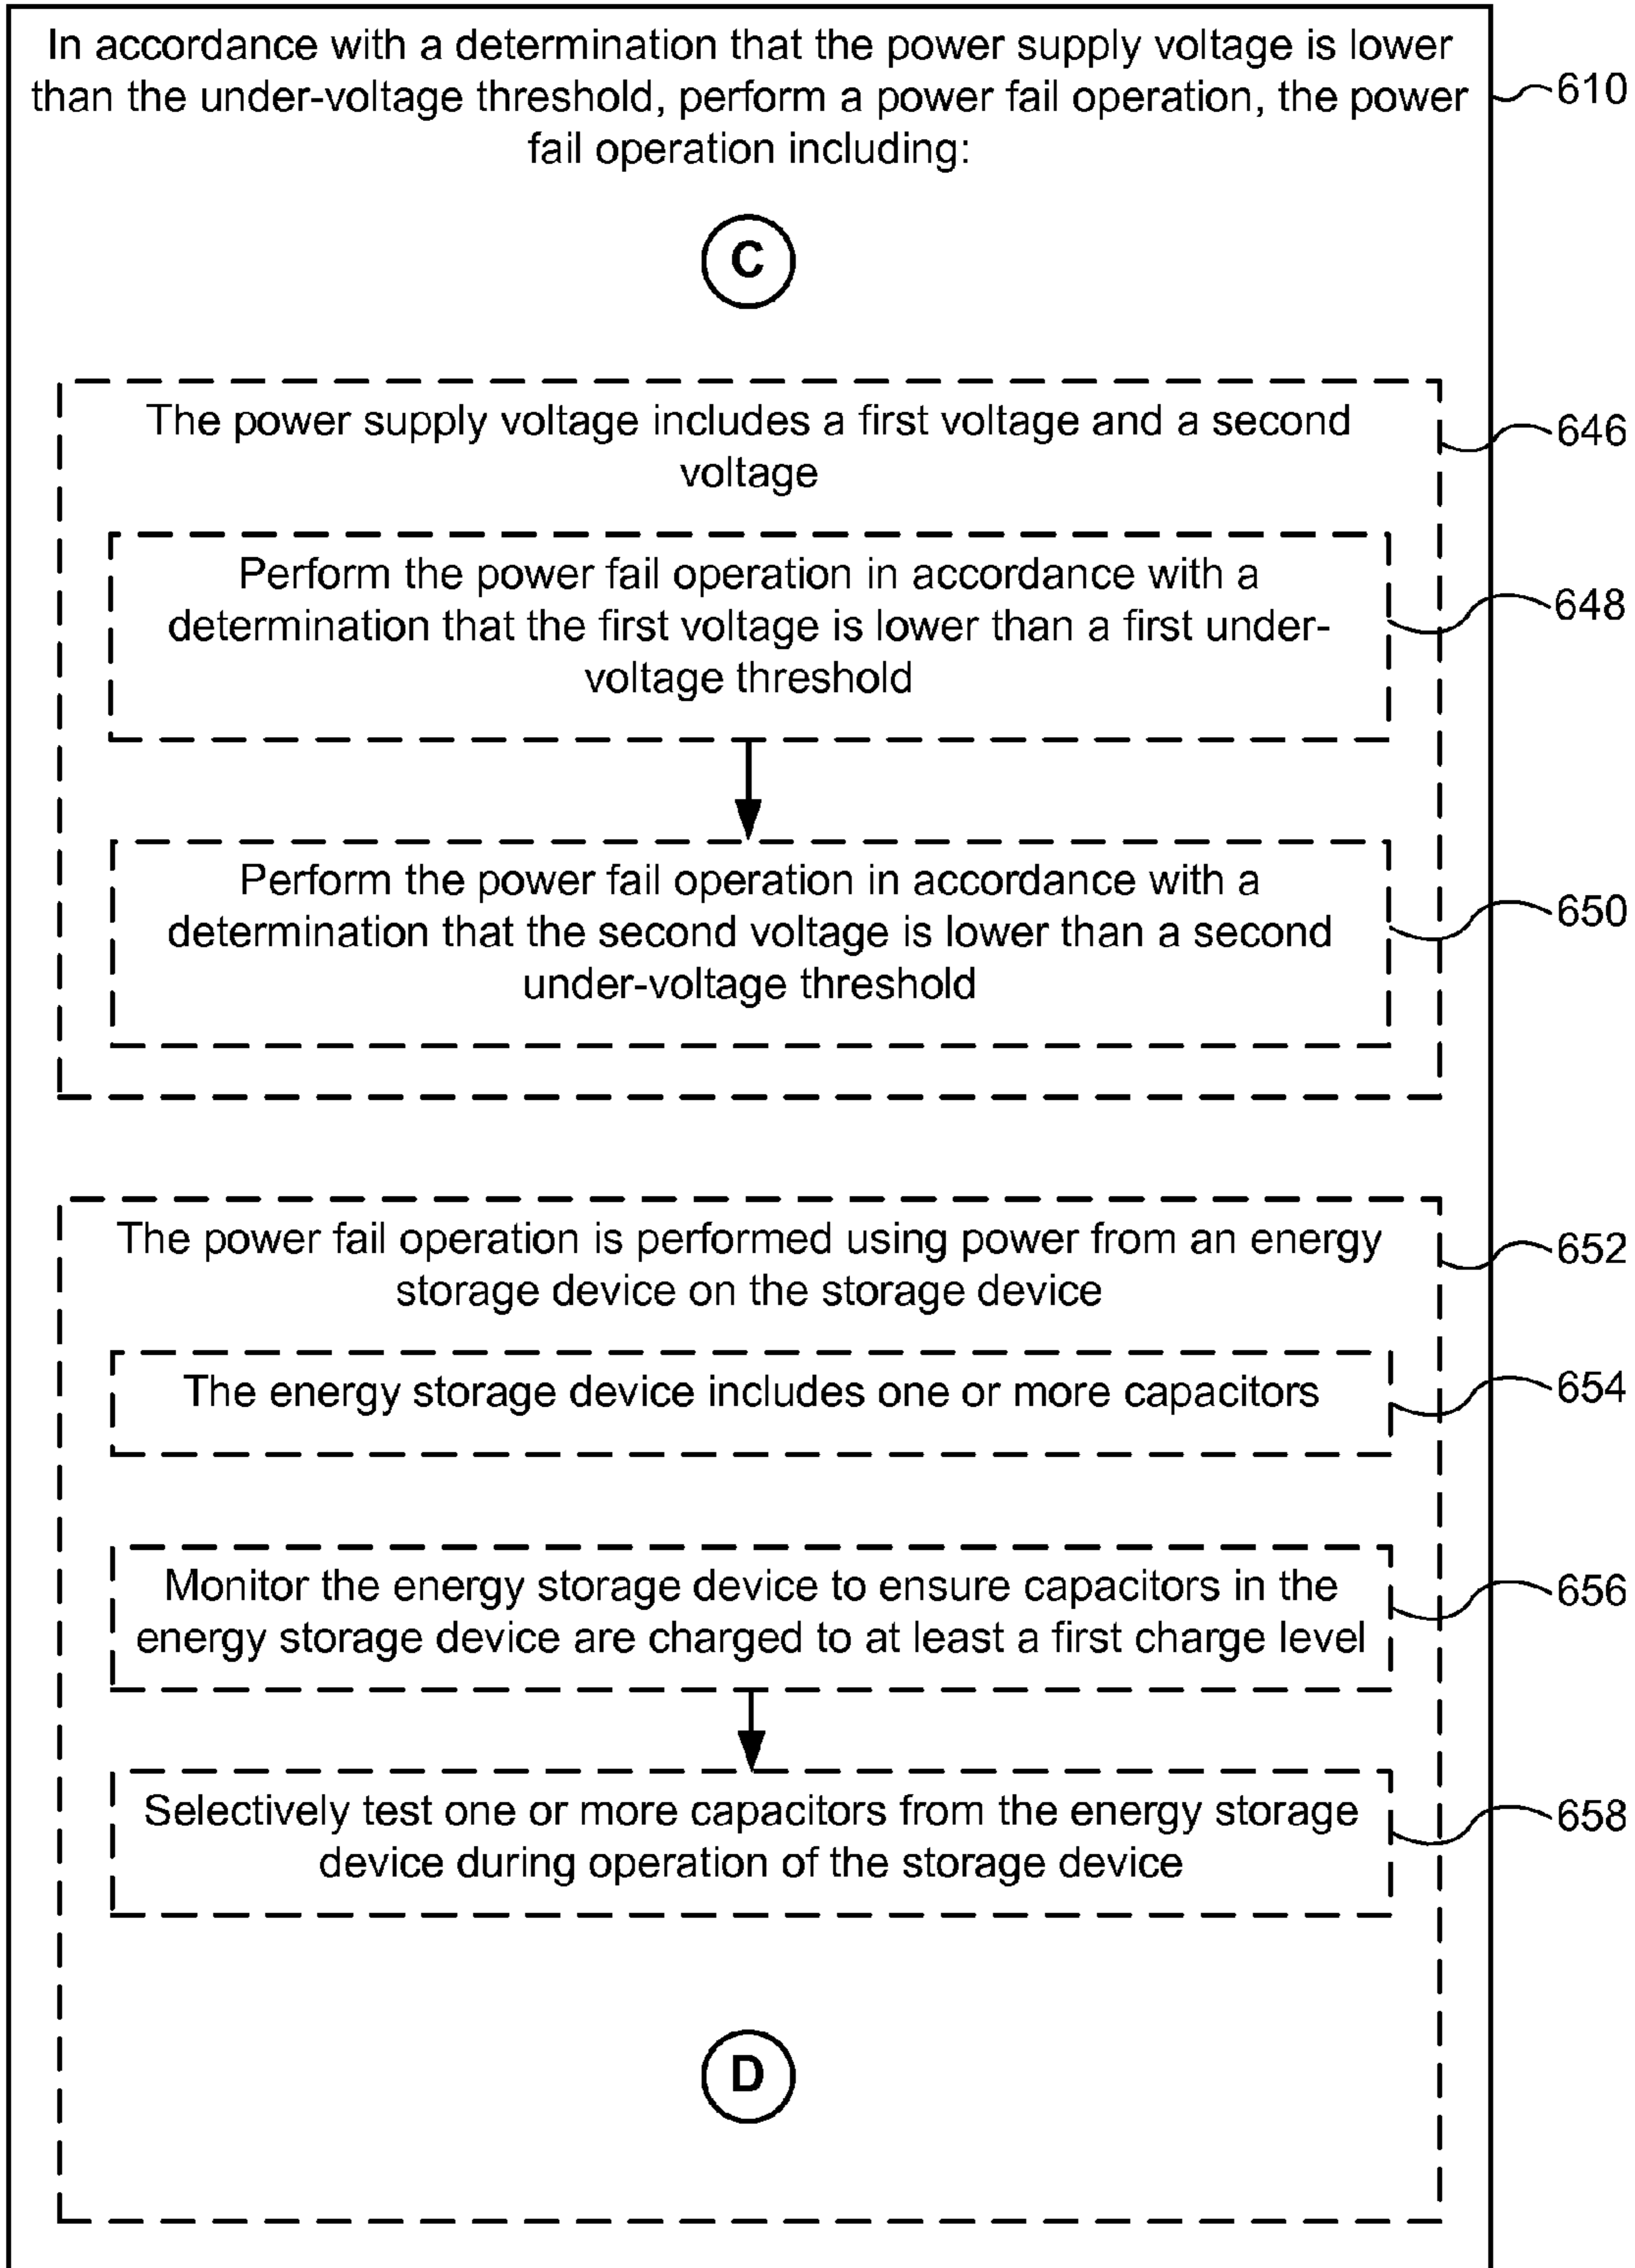 In accordance with a determination that the power supply voltage is lower
than the under-voltage threshold, perform a power fail operation, the power
fail operation including:
610
C
The power supply voltage includes a first voltage and a second
voltage
646
Perform the power fail operation in accordance with a
determination that the first voltage is lower than a first under-
voltage threshold
648
Perform the power fail operation in accordance with a
determination that the second voltage is lower than a second
under-voltage threshold
650
The power fail operation is performed using power from an energy
storage device on the storage device
652
The energy storage device includes one or more capacitors
654
Monitor the energy storage device to ensure capacitors in the
energy storage device are charged to at least a first charge level
656
Selectively test one or more capacitors from the energy storage
device during operation of the storage device
658
D